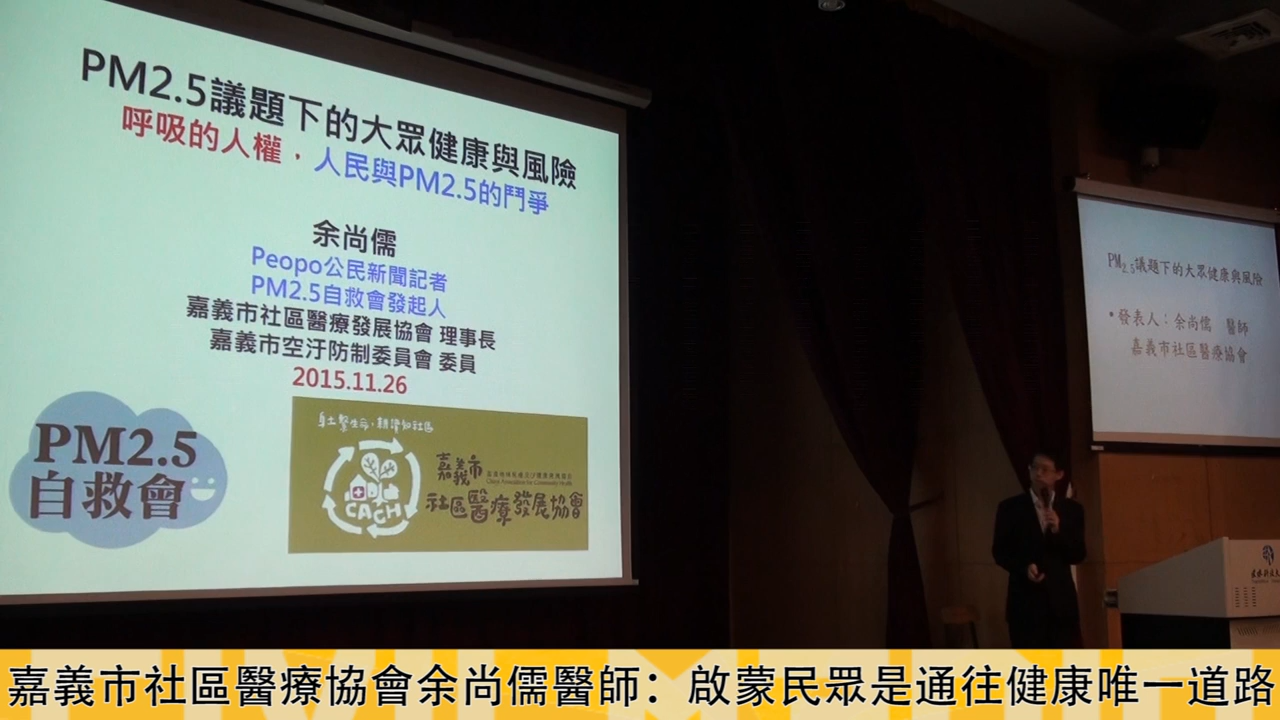 PM2.5議題下的大眾健康與風險
呼吸的人權，人民與PM2.5的鬥爭
余尚儒
Peopo公民新聞記者
PM2.5自救會發起人
嘉義市社區醫療發展協會 理事長
嘉義市空汙防制委員會 委員
2015.11.26
PM2.5
自救會
CACH
嘉義市
社區醫療發展協會
PM2.5議題下的大眾健康與風險
•發表人：余尚儒 醫師
嘉義市社區醫療協會
嘉義市社區醫療協會余尚儒醫師：啟蒙民眾是通往健康唯一道路